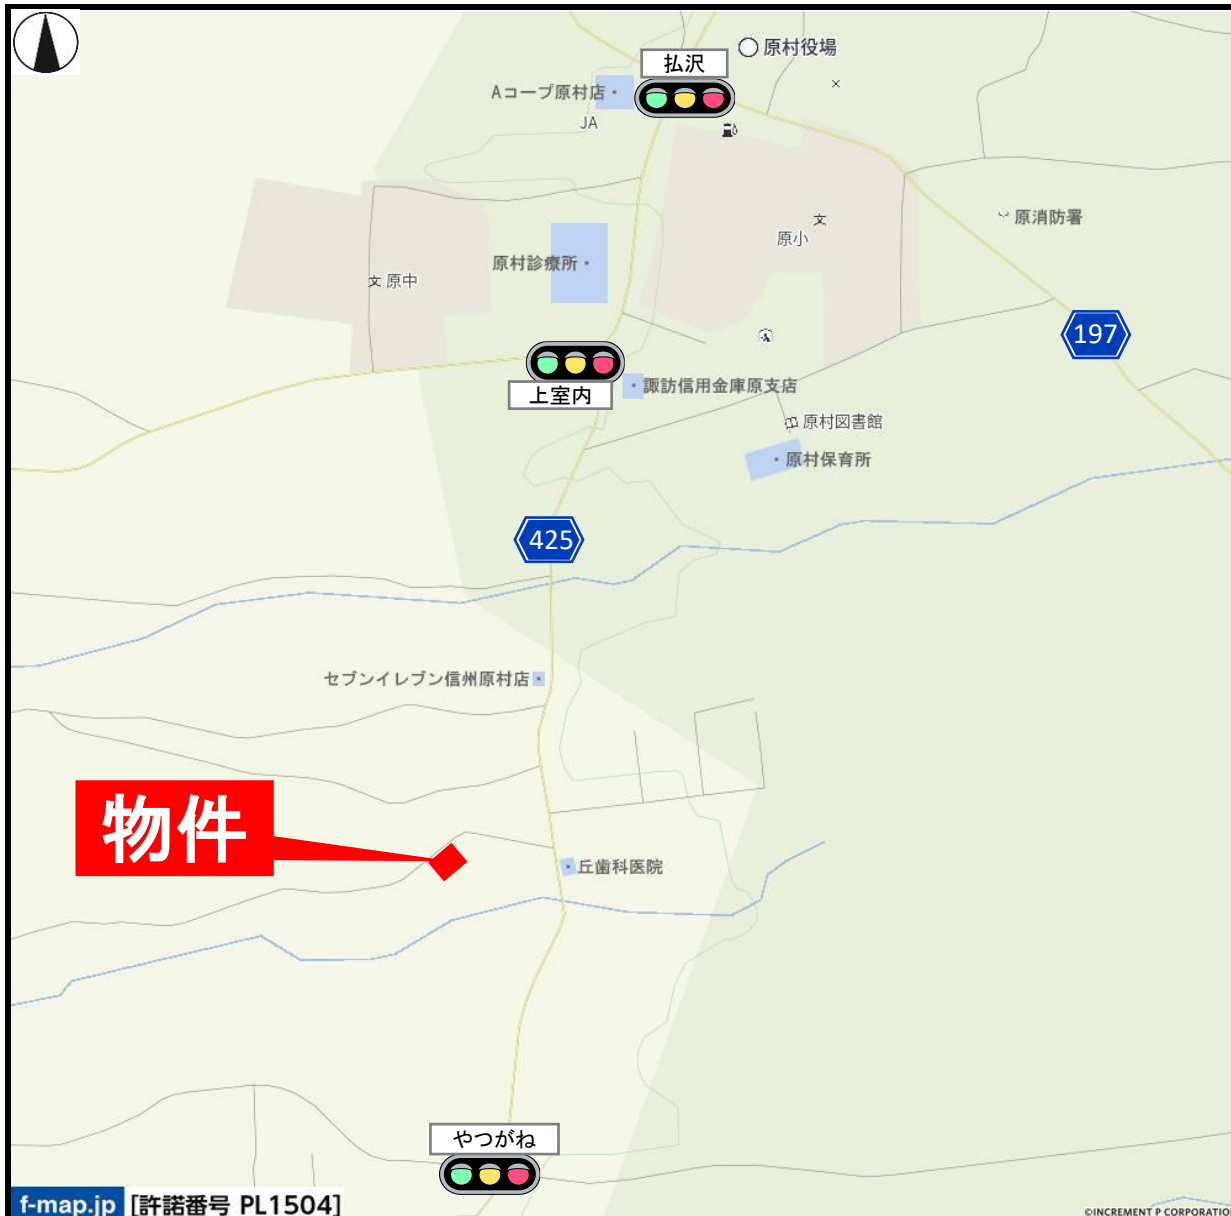 原村役場
払沢
Aコープ原村店
JA
原消防署
原小
原村診療所
原中
197
上室内
諏訪信用金庫原支店
原村図書館
原村保育所
425
セブンイレブン信州原村店
物件
丘歯科医院
やつがね
f-map.jp [許諾番号 PL1504]
©INCREMENT P CORPORATIO